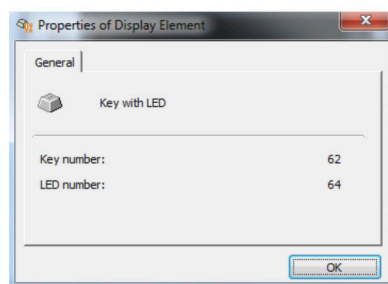 Properties of Display Element
General
Key with LED
Key number: 62
LED number: 64
OK